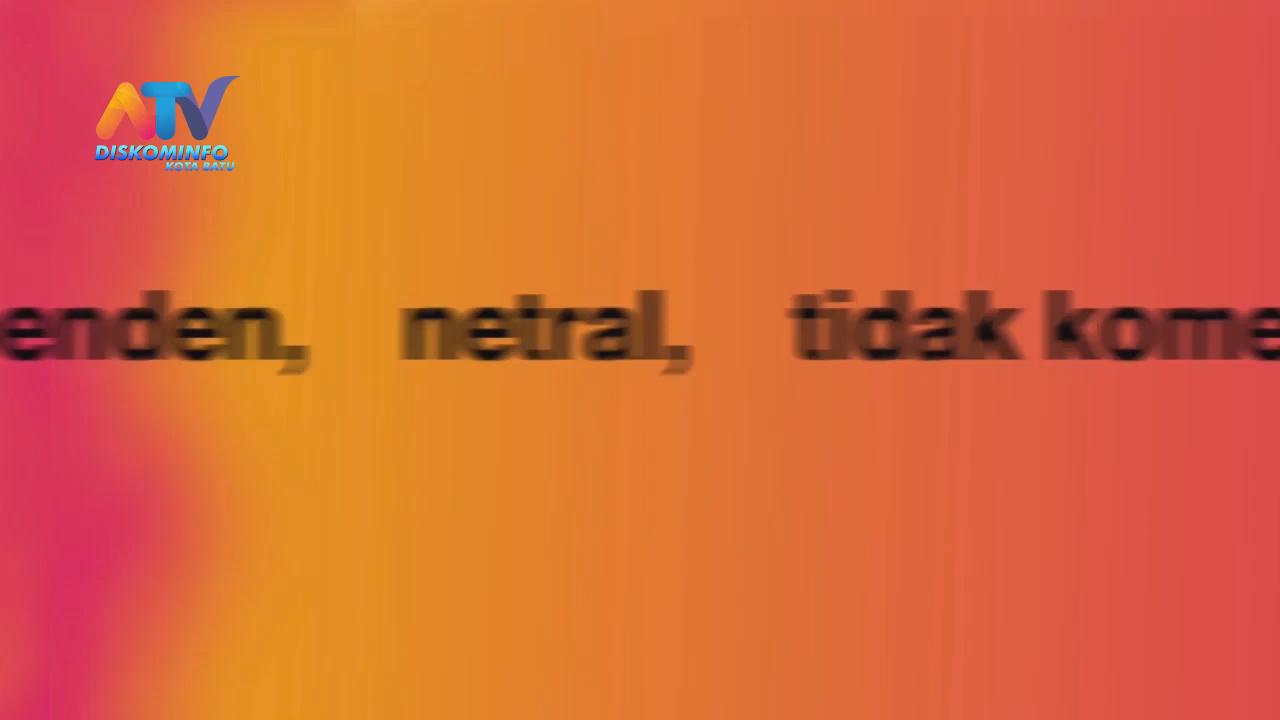 ATV
DISKOMINFO
KOTA BATU
enden, netral, tidak kome